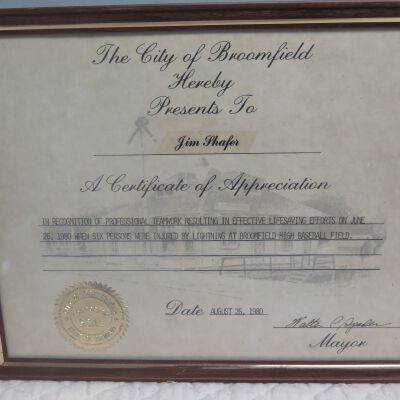 The City of Broomfield
Hereby
Presents To
Jim Shafer
A Certificate of Appreciation
IN RECOGNITION OF PROFESSIONAL TEAMWORK RESULTING IN EFFECTIVE LIFESAVING EFFORTS ON JUNE
26, 1980 WHEN SIX PERSONS WERE INJURED BY LIGHTNING AT BROOMFIELD HIGH BASEBALL FIELD.
Date AUGUST 26, 1980
Mayor